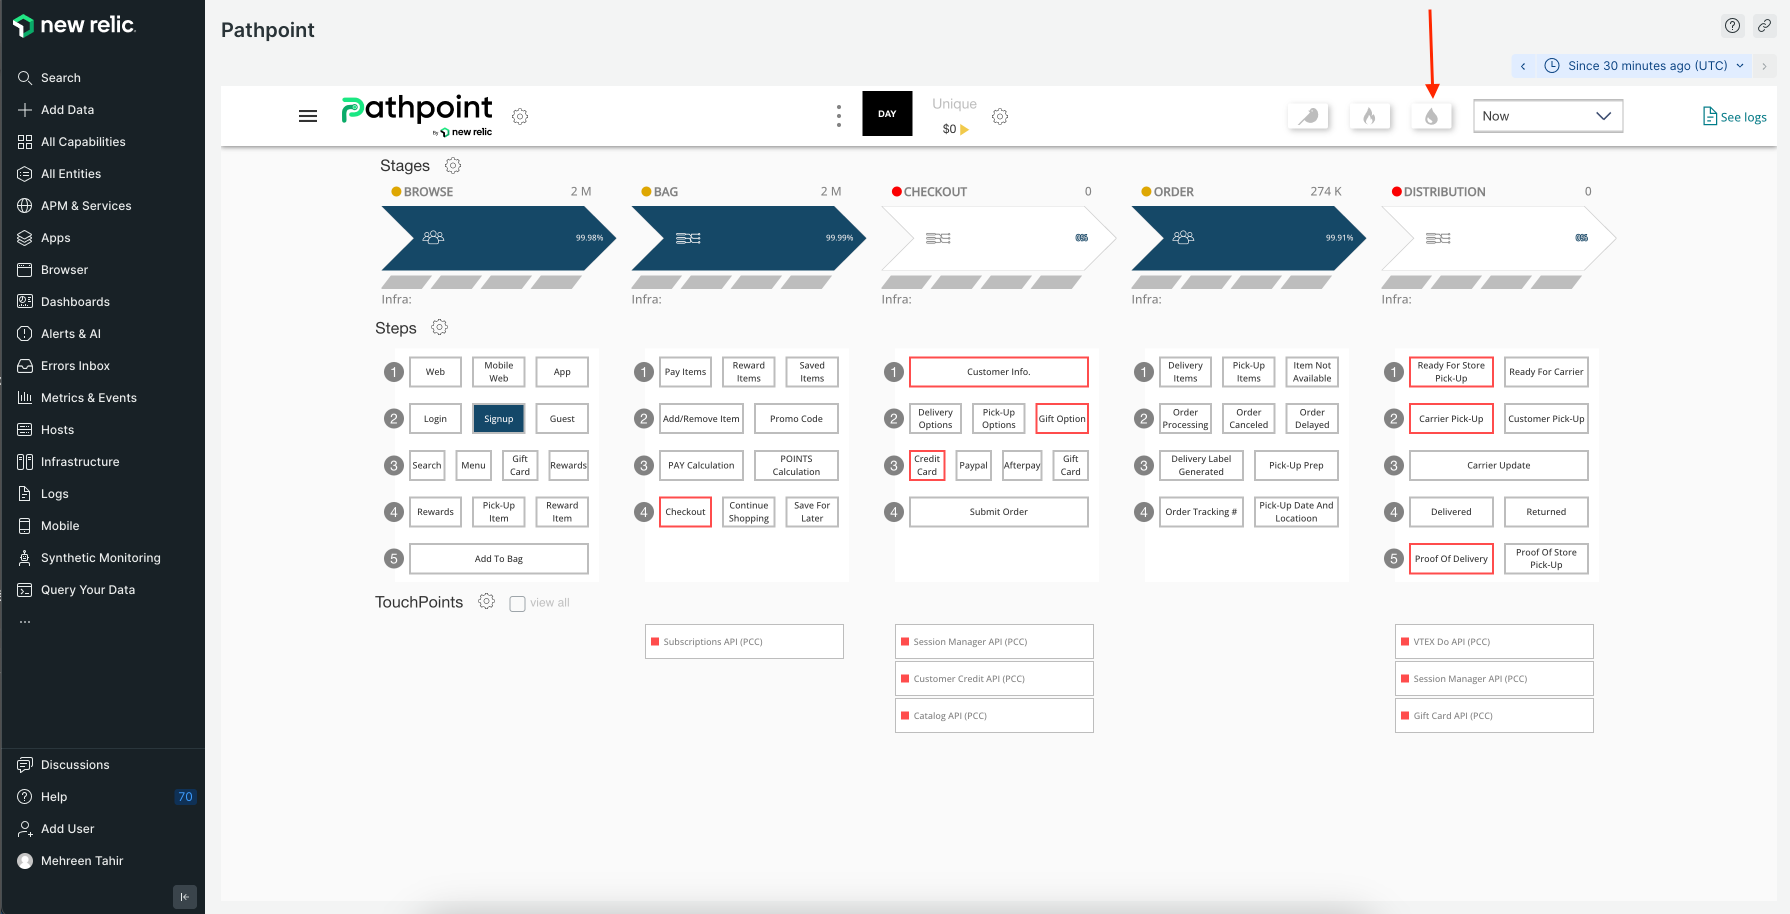 new relic.
Search
Add Data
All Capabilities
All Entities
APM & Services
Apps
Browser
Dashboards
Alerts & AI
Errors Inbox
Metrics & Events
Hosts
Infrastructure
Logs
Mobile
Synthetic Monitoring
Query Your Data
...
Discussions
Help 70
Add User
Mehreen Tahir
Pathpoint
Since 30 minutes ago (UTC)
Pathpoint
by new relic
DAY
Unique
$0
Now
See logs
Stages
BROWSE 2 M
BAG 2 M
CHECKOUT 0
ORDER 274 K
DISTRIBUTION 0
99.98%
99.99%
0%
99.91%
0%
Infra:
Infra:
Infra:
Infra:
Infra:
Steps
1 Web
Mobile Web
App
2 Login
Signup
Guest
3 Search
Menu
Gift Card
Rewards
4 Rewards
Pick-Up Item
Reward Item
5 Add To Bag
1 Pay Items
Reward Items
Saved Items
2 Add/Remove Item
Promo Code
3 PAY Calculation
POINTS Calculation
4 Checkout
Continue Shopping
Save For Later
1 Customer Info.
2 Delivery Options
Pick-Up Options
Gift Option
3 Credit Card
Paypal
Afterpay
Gift Card
4 Submit Order
1 Delivery Items
Pick-Up Items
Item Not Available
2 Order Processing
Order Canceled
Order Delayed
3 Delivery Label Generated
Pick-Up Prep
4 Order Tracking #
Pick-Up Date And Locatioon
1 Ready For Store Pick-Up
Ready For Carrier
2 Carrier Pick-Up
Customer Pick-Up
3 Carrier Update
4 Delivered
Returned
5 Proof Of Delivery
Proof Of Store Pick-Up
TouchPoints
view all
Subscriptions API (PCC)
Session Manager API (PCC)
Customer Credit API (PCC)
Catalog API (PCC)
VTEX Do API (PCC)
Session Manager API (PCC)
Gift Card API (PCC)